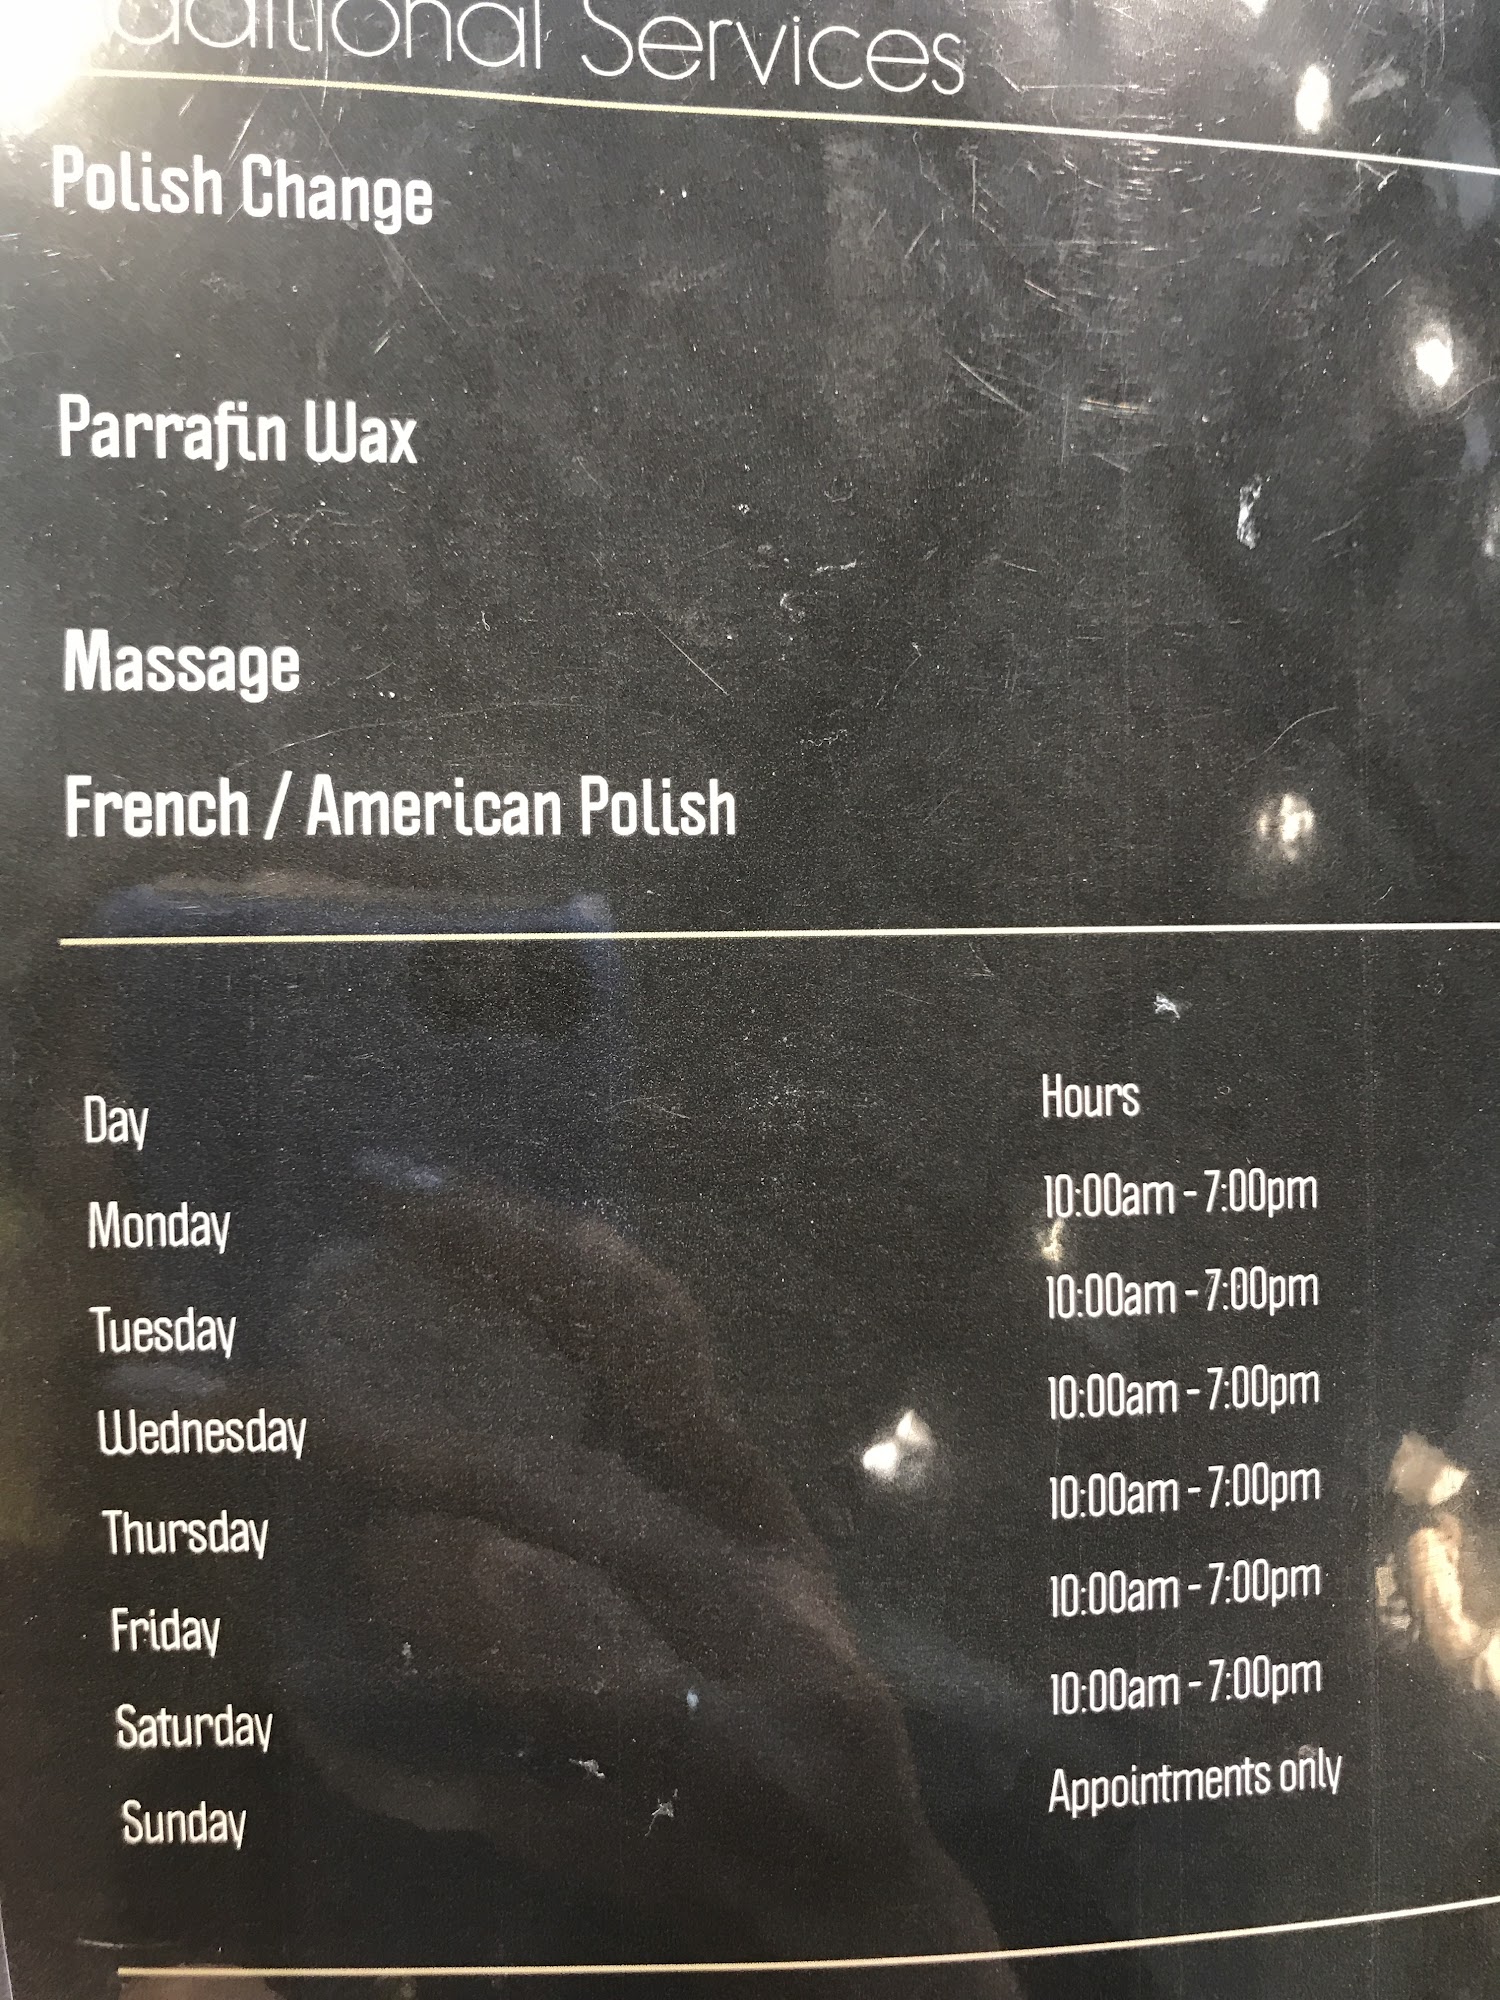 Additional Services
Polish Change
Parrafin Wax
Massage
French / American Polish
Day Hours
Monday 10:00am - 7:00pm
Tuesday 10:00am - 7:00pm
Wednesday 10:00am - 7:00pm
Thursday 10:00am - 7:00pm
Friday 10:00am - 7:00pm
Saturday 10:00am - 7:00pm
Sunday Appointments only